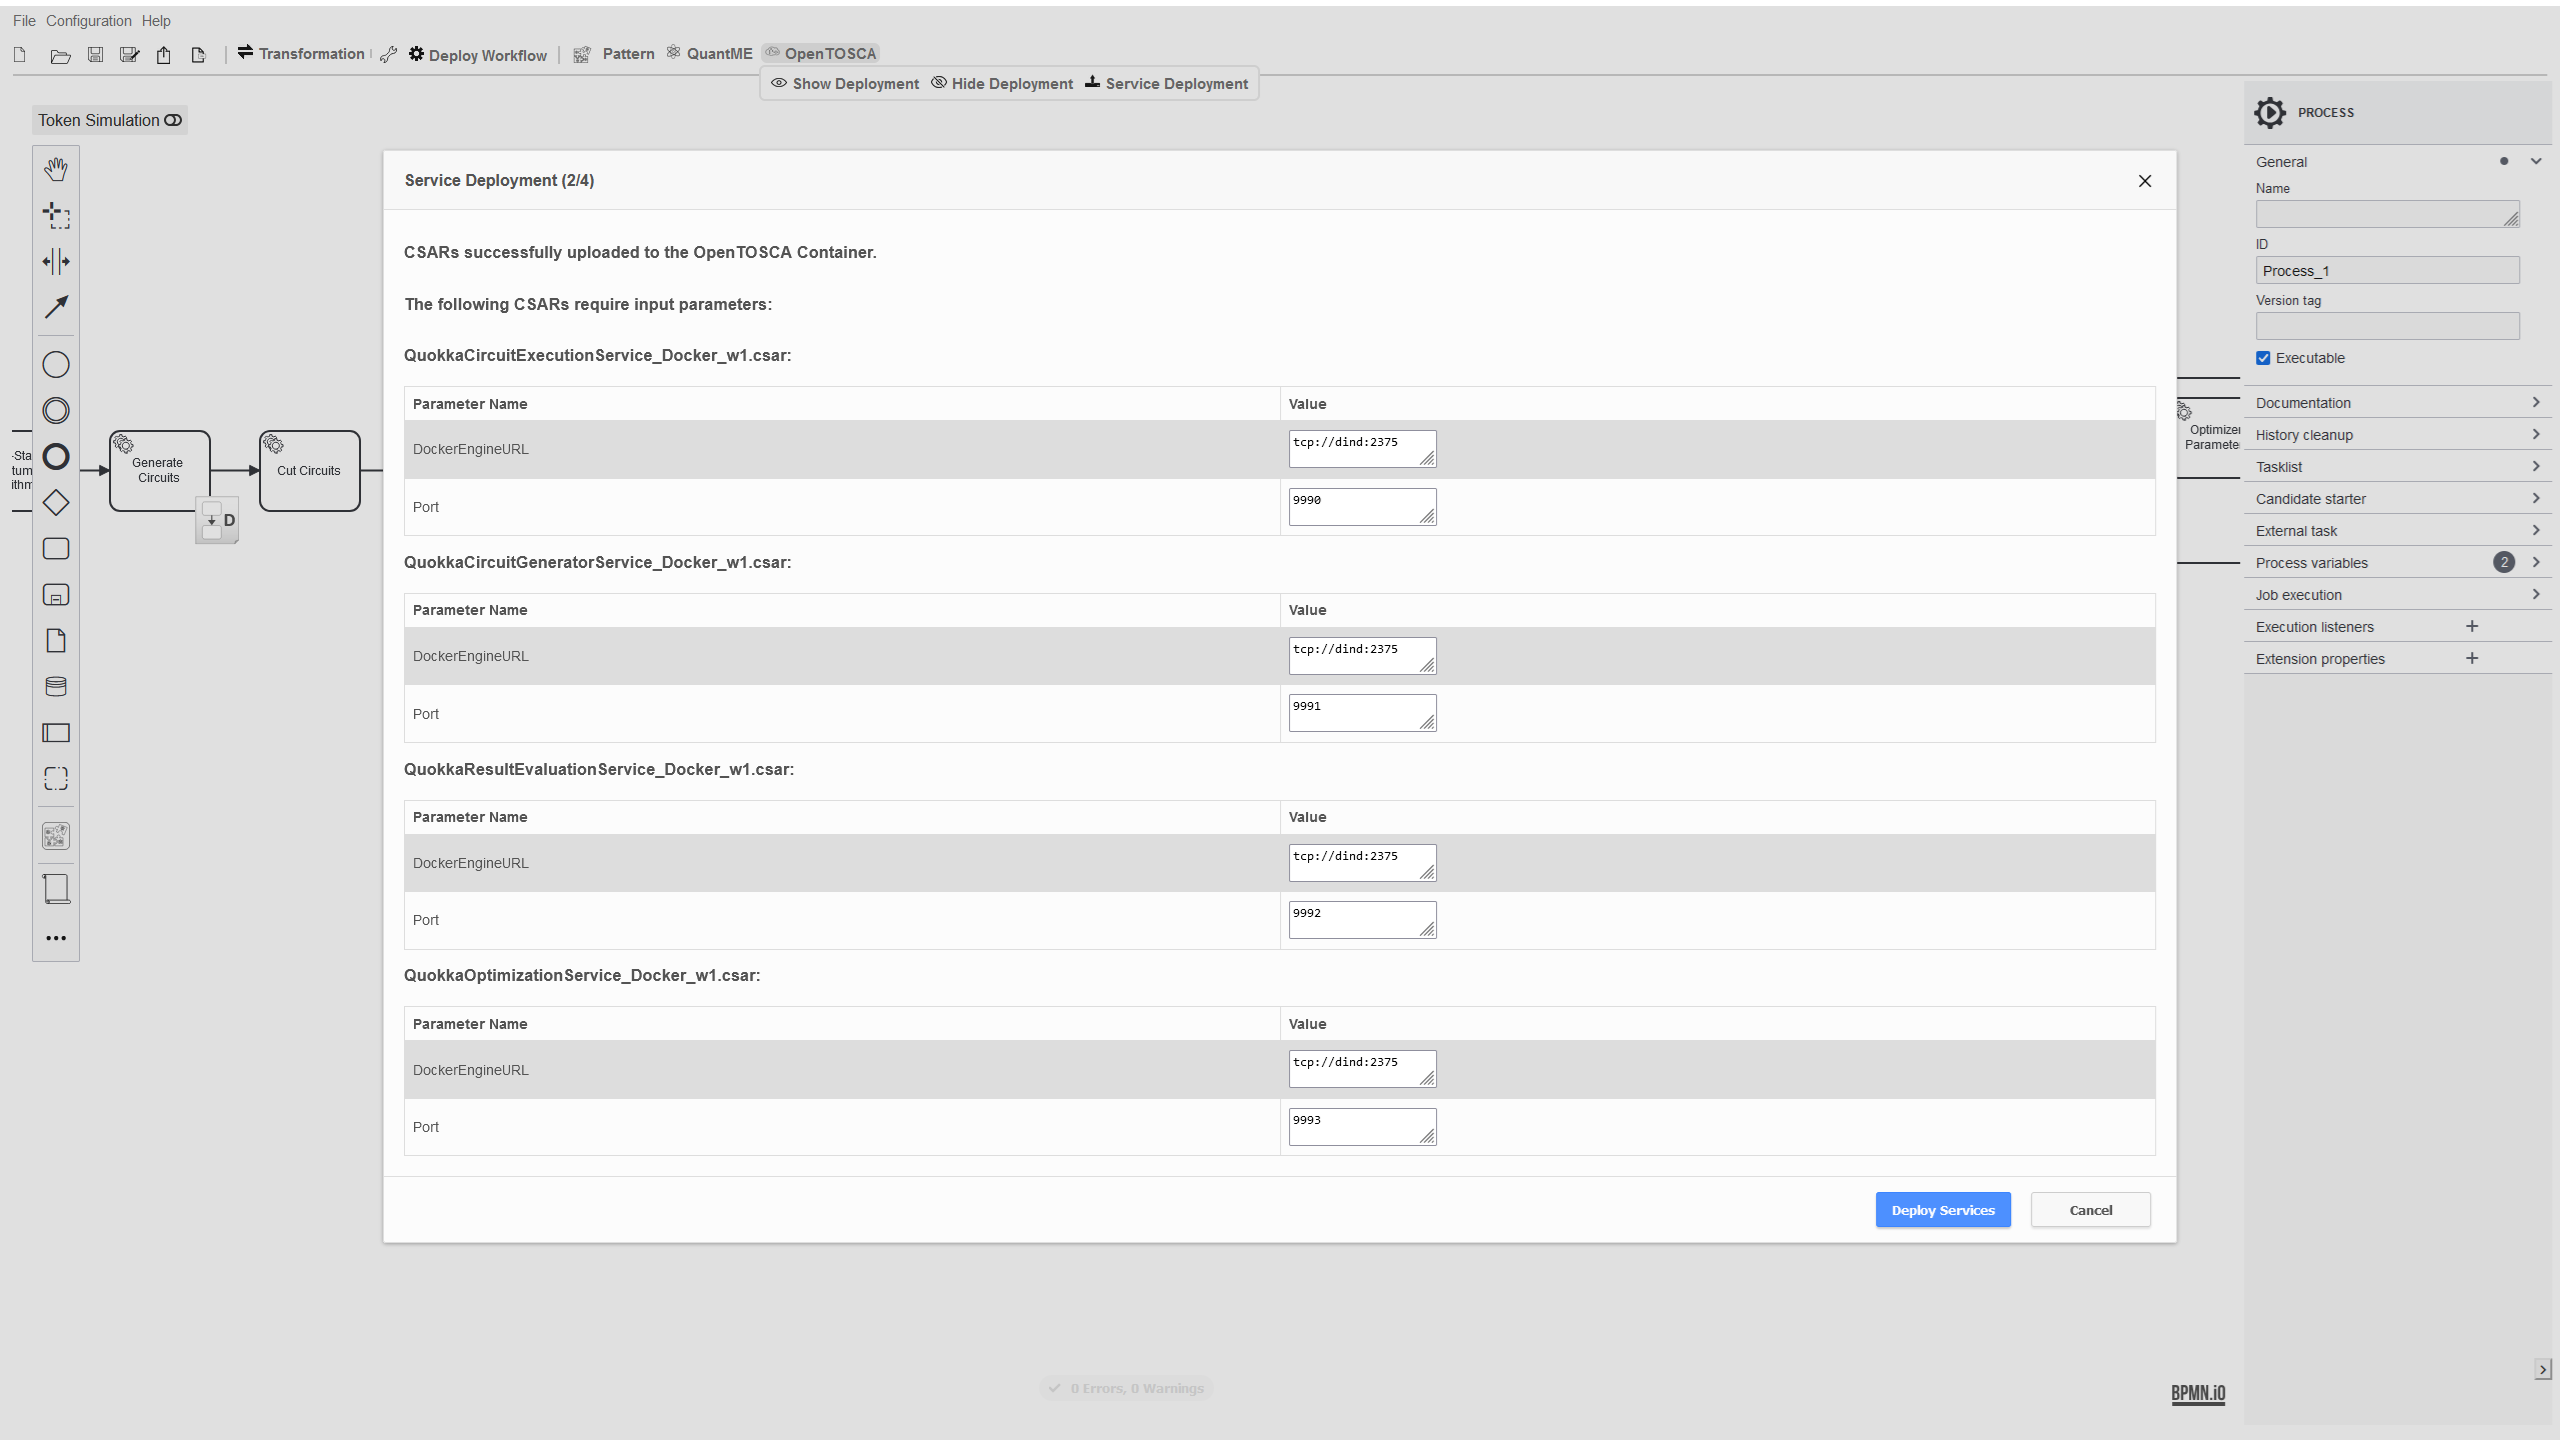 File Configuration Help
Transformation Deploy Workflow Pattern QuantME OpenTOSCA
Show Deployment Hide Deployment Service Deployment
Token Simulation
PROCESS
General
Name
ID
Process_1
Version tag
Executable
Documentation
History cleanup
Tasklist
Candidate starter
External task
Process variables 2
Job execution
Execution listeners
Extension properties
Generate
Circuits
D
Cut Circuits
Service Deployment (2/4)
CSARs successfully uploaded to the OpenTOSCA Container.
The following CSARs require input parameters:
QuokkaCircuitExecutionService_Docker_w1.csar:
Parameter Name Value
DockerEngineURL tcp://dind:2375
Port 9990
QuokkaCircuitGeneratorService_Docker_w1.csar:
Parameter Name Value
DockerEngineURL tcp://dind:2375
Port 9991
QuokkaResultEvaluationService_Docker_w1.csar:
Parameter Name Value
DockerEngineURL tcp://dind:2375
Port 9992
QuokkaOptimizationService_Docker_w1.csar:
Parameter Name Value
DockerEngineURL tcp://dind:2375
Port 9993
Deploy Services Cancel
0 Errors, 0 Warnings
BPMN.iO